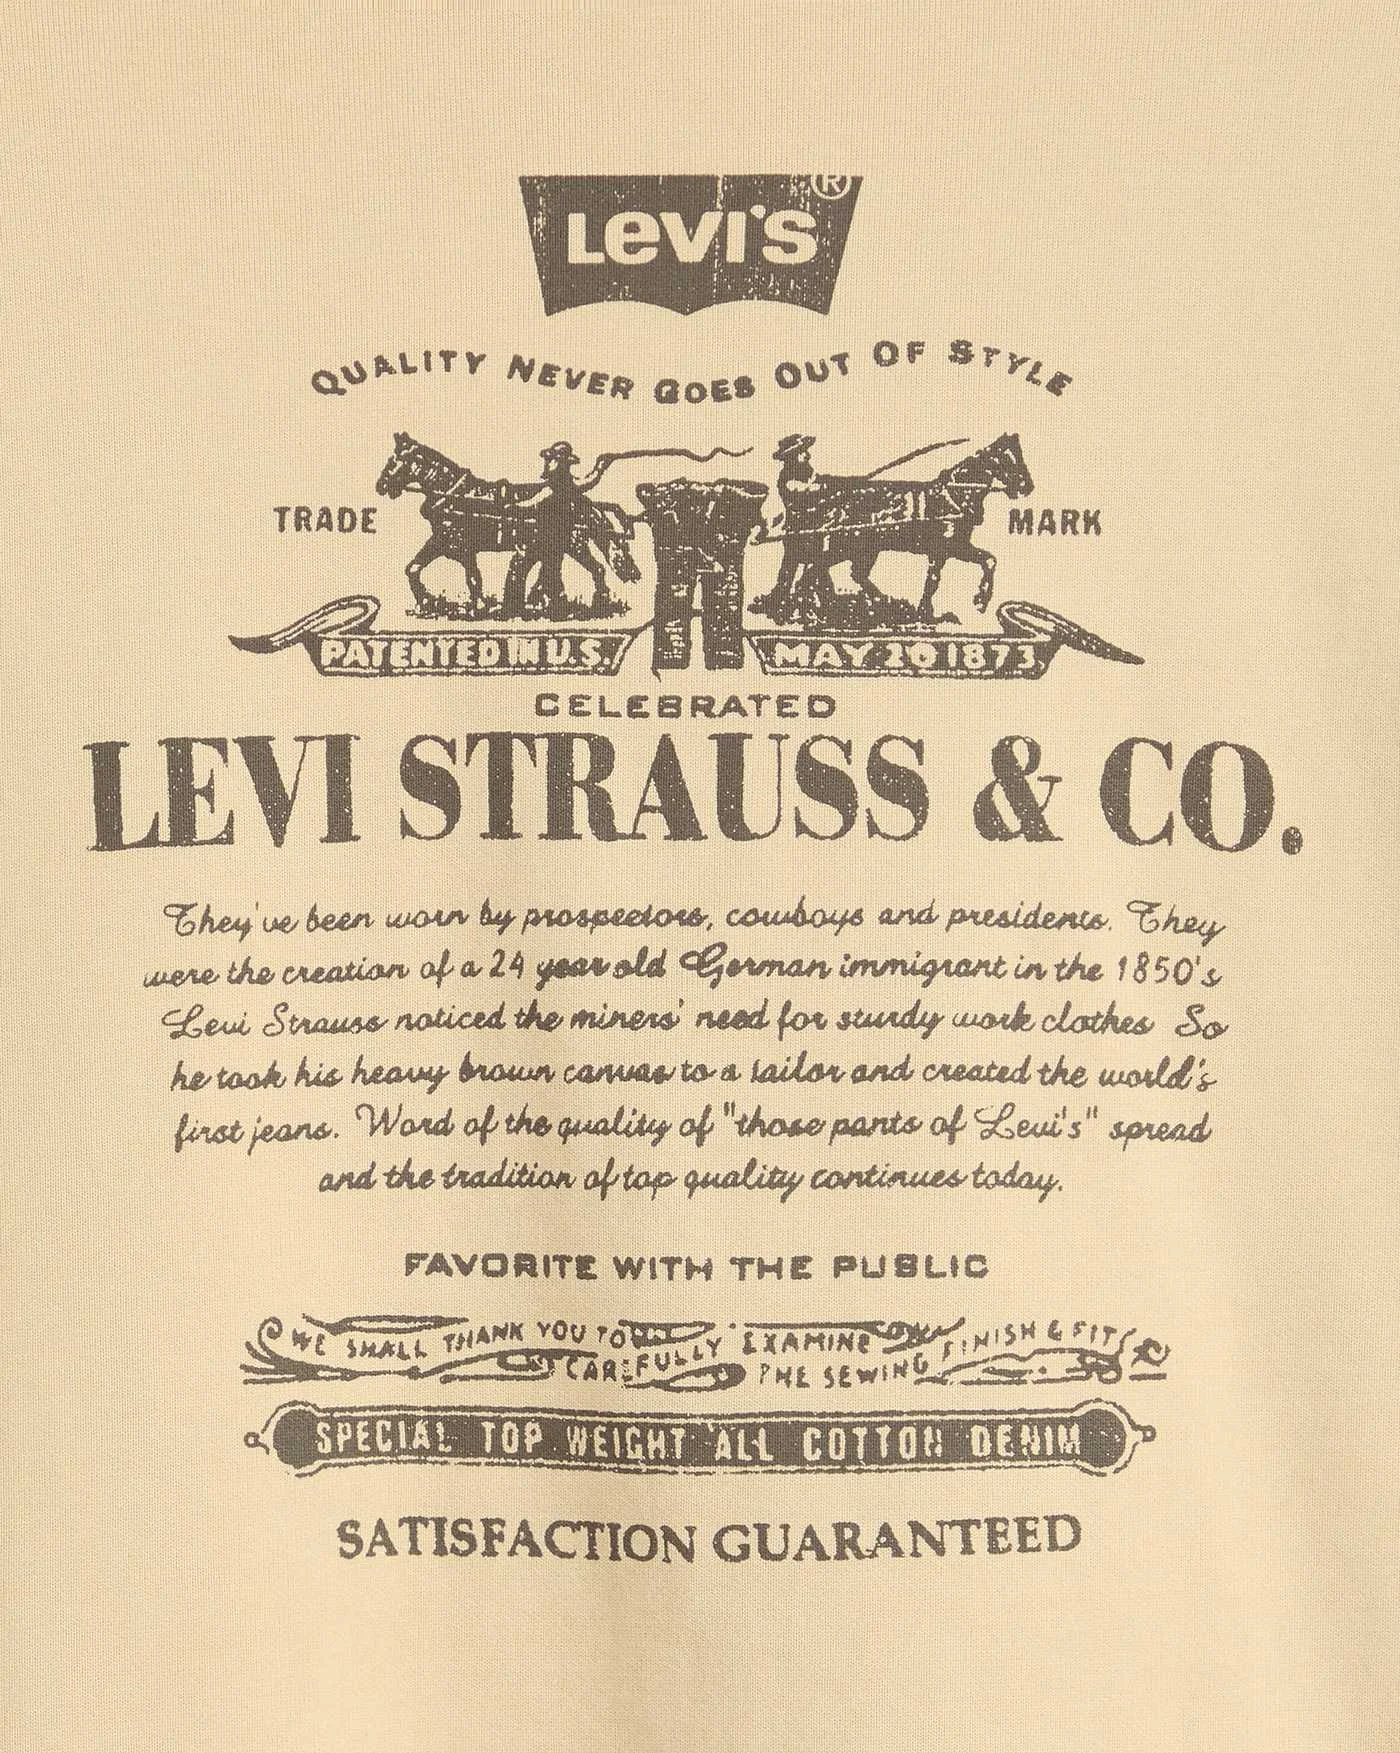 Levi's®
QUALITY NEVER GOES OUT OF STYLE
TRADE MARK
PATENTED IN U.S. MAY 20 1873
CELEBRATED
LEVI STRAUSS & CO.
They've been worn by prospectors, cowboys and presidents. They
were the creation of a 24 year old German immigrant in the 1850's
Levi Strauss noticed the miners' need for sturdy work clothes So
he took his heavy brown canvas to a tailor and created the world's
first jeans. Word of the quality of "those pants of Levi's" spread
and the tradition of top quality continues today.
FAVORITE WITH THE PUBLIC
WE SHALL THANK YOU TO
CAREFULLY EXAMINE
THE SEWING FINISH & FIT
SPECIAL TOP WEIGHT ALL COTTON DENIM
SATISFACTION GUARANTEED